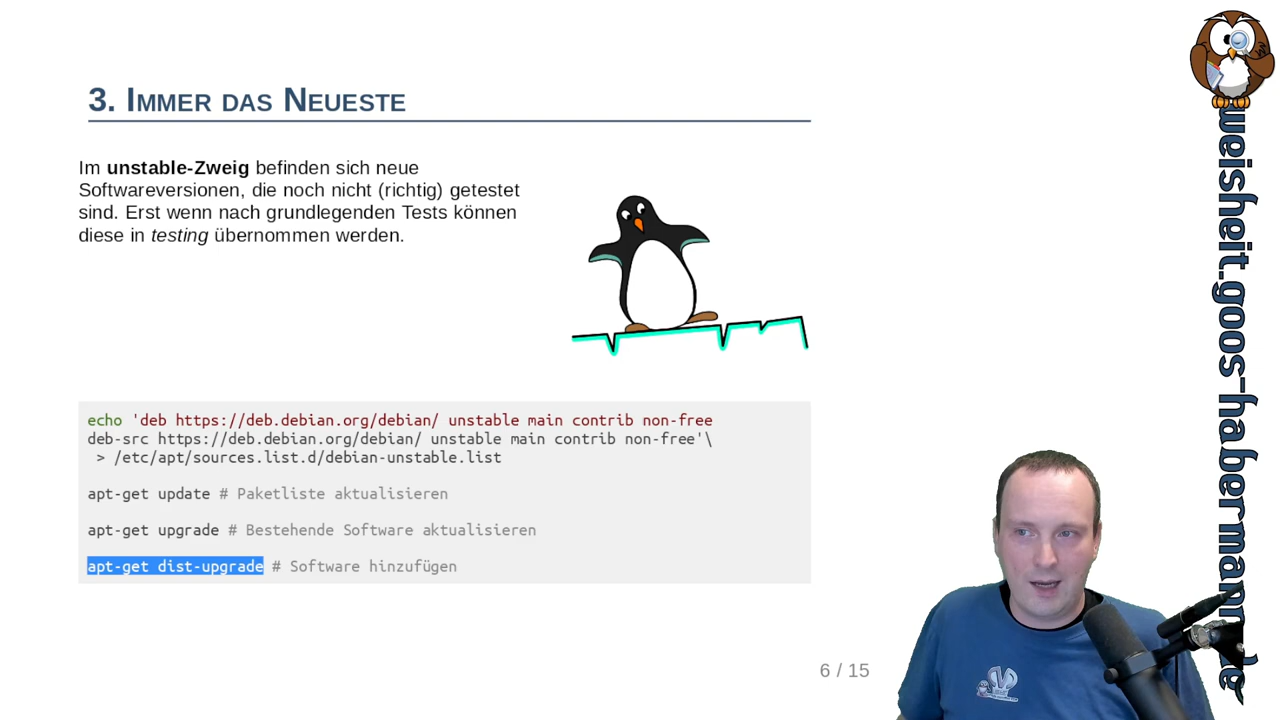 3. Immer das Neueste
Im unstable-Zweig befinden sich neue
Softwareversionen, die noch nicht (richtig) getestet
sind. Erst wenn nach grundlegenden Tests können
diese in testing übernommen werden.
echo 'deb https://deb.debian.org/debian/ unstable main contrib non-free
deb-src https://deb.debian.org/debian/ unstable main contrib non-free'\
> /etc/apt/sources.list.d/debian-unstable.list
apt-get update # Paketliste aktualisieren
apt-get upgrade # Bestehende Software aktualisieren
apt-get dist-upgrade # Software hinzufügen
6 / 15
weisheit.goos-habermann.de